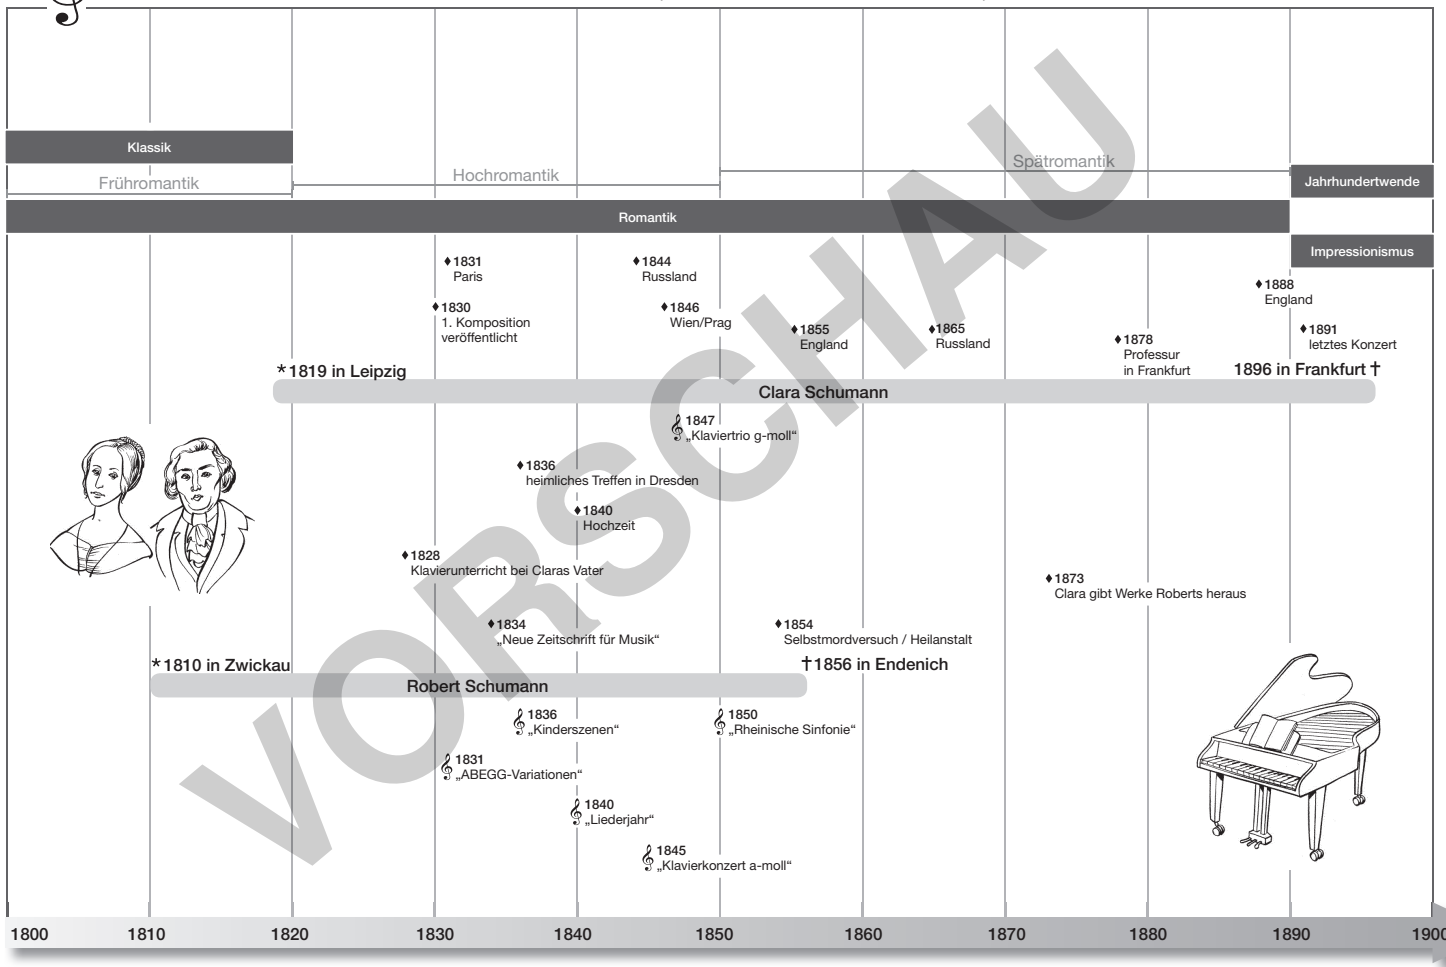 Klassik
Frühromantik
Hochromantik
Spätromantik
Jahrhundertwende
Romantik
Impressionismus
1831
Paris
1844
Russland
1830
1. Komposition
veröffentlicht
1846
Wien/Prag
1855
England
1865
Russland
1878
Professur
in Frankfurt
1888
England
1891
letztes Konzert
*1819 in Leipzig
1896 in Frankfurt †
Clara Schumann
1847
„Klaviertrio g-moll“
1836
heimliches Treffen in Dresden
1840
Hochzeit
1828
Klavierunterricht bei Claras Vater
1873
Clara gibt Werke Roberts heraus
1834
„Neue Zeitschrift für Musik“
1854
Selbstmordversuch / Heilanstalt
*1810 in Zwickau
†1856 in Endenich
Robert Schumann
1836
„Kinderszenen“
1850
„Rheinische Sinfonie“
1831
„ABEGG-Variationen“
1840
„Liederjahr“
1845
„Klavierkonzert a-moll“
VORSCHAU
1800 1810 1820 1830 1840 1850 1860 1870 1880 1890 1900